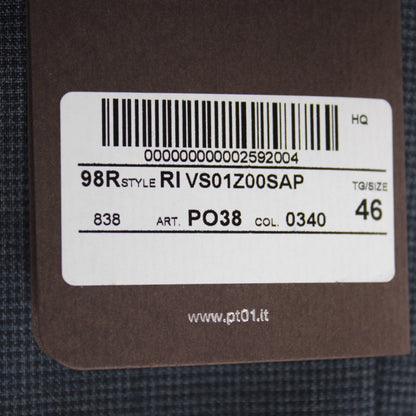 HQ
000000000002592004
98R STYLE RI VS01Z00SAP TG/SIZE
838 ART. PO38 COL. 0340 46
www.pt01.it